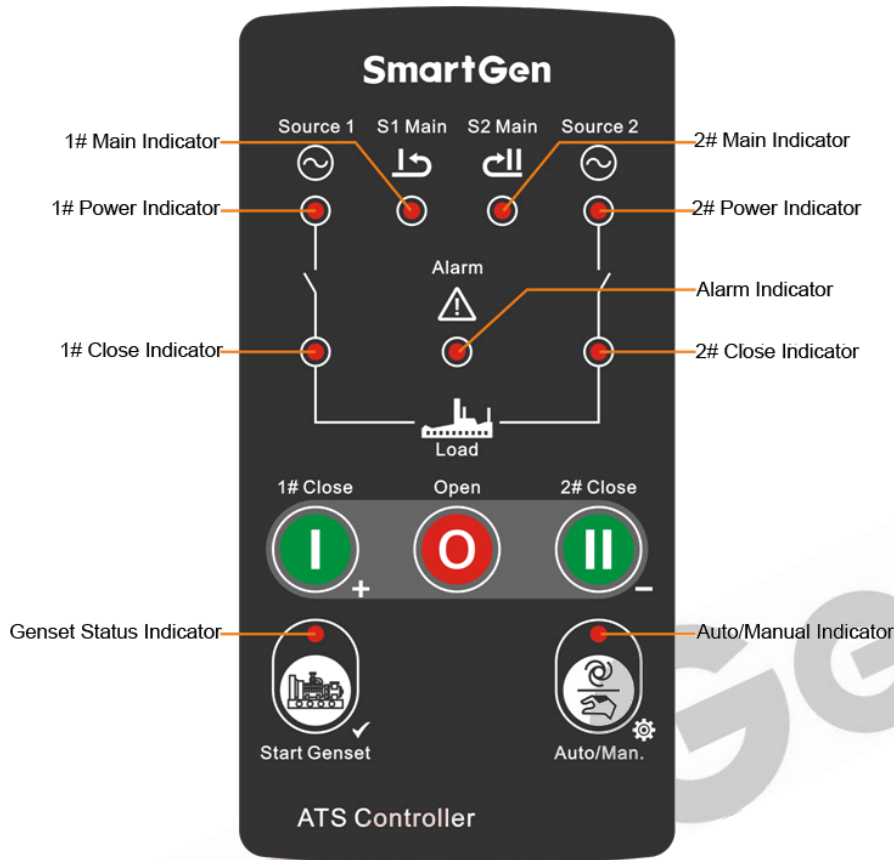 SmartGen
Source 1 S1 Main S2 Main Source 2
1# Main Indicator
2# Main Indicator
1# Power Indicator
2# Power Indicator
Alarm
Alarm Indicator
1# Close Indicator
2# Close Indicator
Load
1# Close Open 2# Close
I O II
+ −
Genset Status Indicator
Auto/Manual Indicator
Start Genset Auto/Man.
ATS Controller